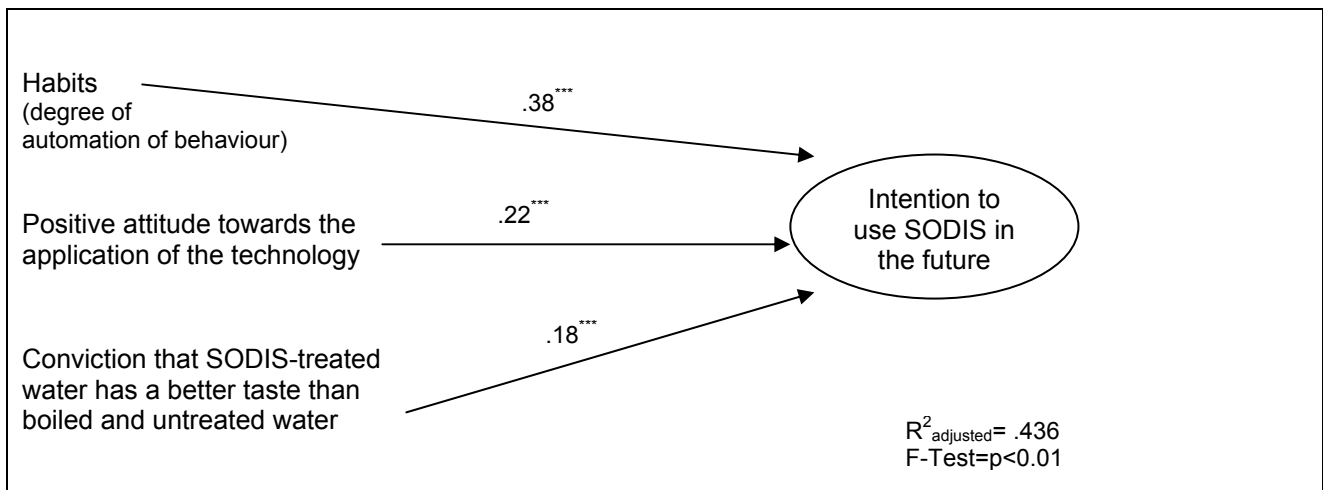 Habits
(degree of
automation of behaviour)
.38***
Positive attitude towards the
application of the technology
.22***
Intention to
use SODIS in
the future
Conviction that SODIS-treated
water has a better taste than
boiled and untreated water
.18***
R²adjusted= .436
F-Test=p<0.01